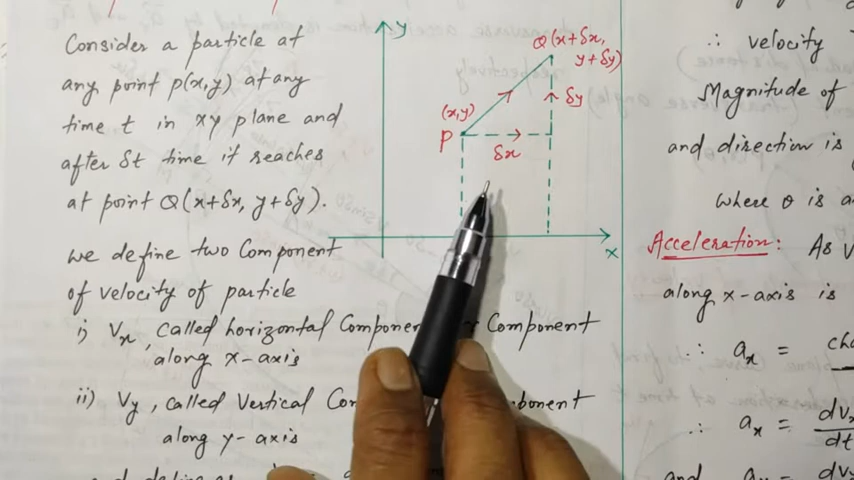 Consider a particle at
any point p(x,y) at any
time t in xy plane and
after δt time it reaches
at point Q(x+δx, y+δy).
we define two Component
of velocity of particle
i) Vx, called horizontal Component
Component
along x-axis
ii) Vy, called Vertical
along y-axis
y
Q(x+δx,
y+δy)
(x,y)
P
δy
δx
x
∴ velocity
Magnitude of
and direction is
where θ is
Acceleration: As
along x-axis is
∴ ax =
∴ ax = dVx/dt
and